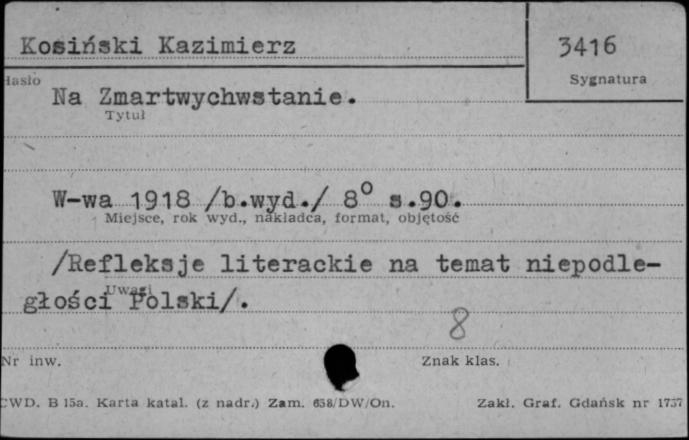 Kosiński Kazimierz
3416
Hasło
Sygnatura
Na Zmartwychwstanie.
Tytuł
W-wa 1918 /b.wyd./ 8° s.90.
Miejsce, rok wyd., nakładca, format, objętość
/Refleksje literackie na temat niepodle-
Uwagi
głości Polski/.
8
Nr inw.
Znak klas.
CWD. B 15a. Karta katal. (z nadr.) Zam. 638/DW/On.
Zakł. Graf. Gdańsk nr 1737